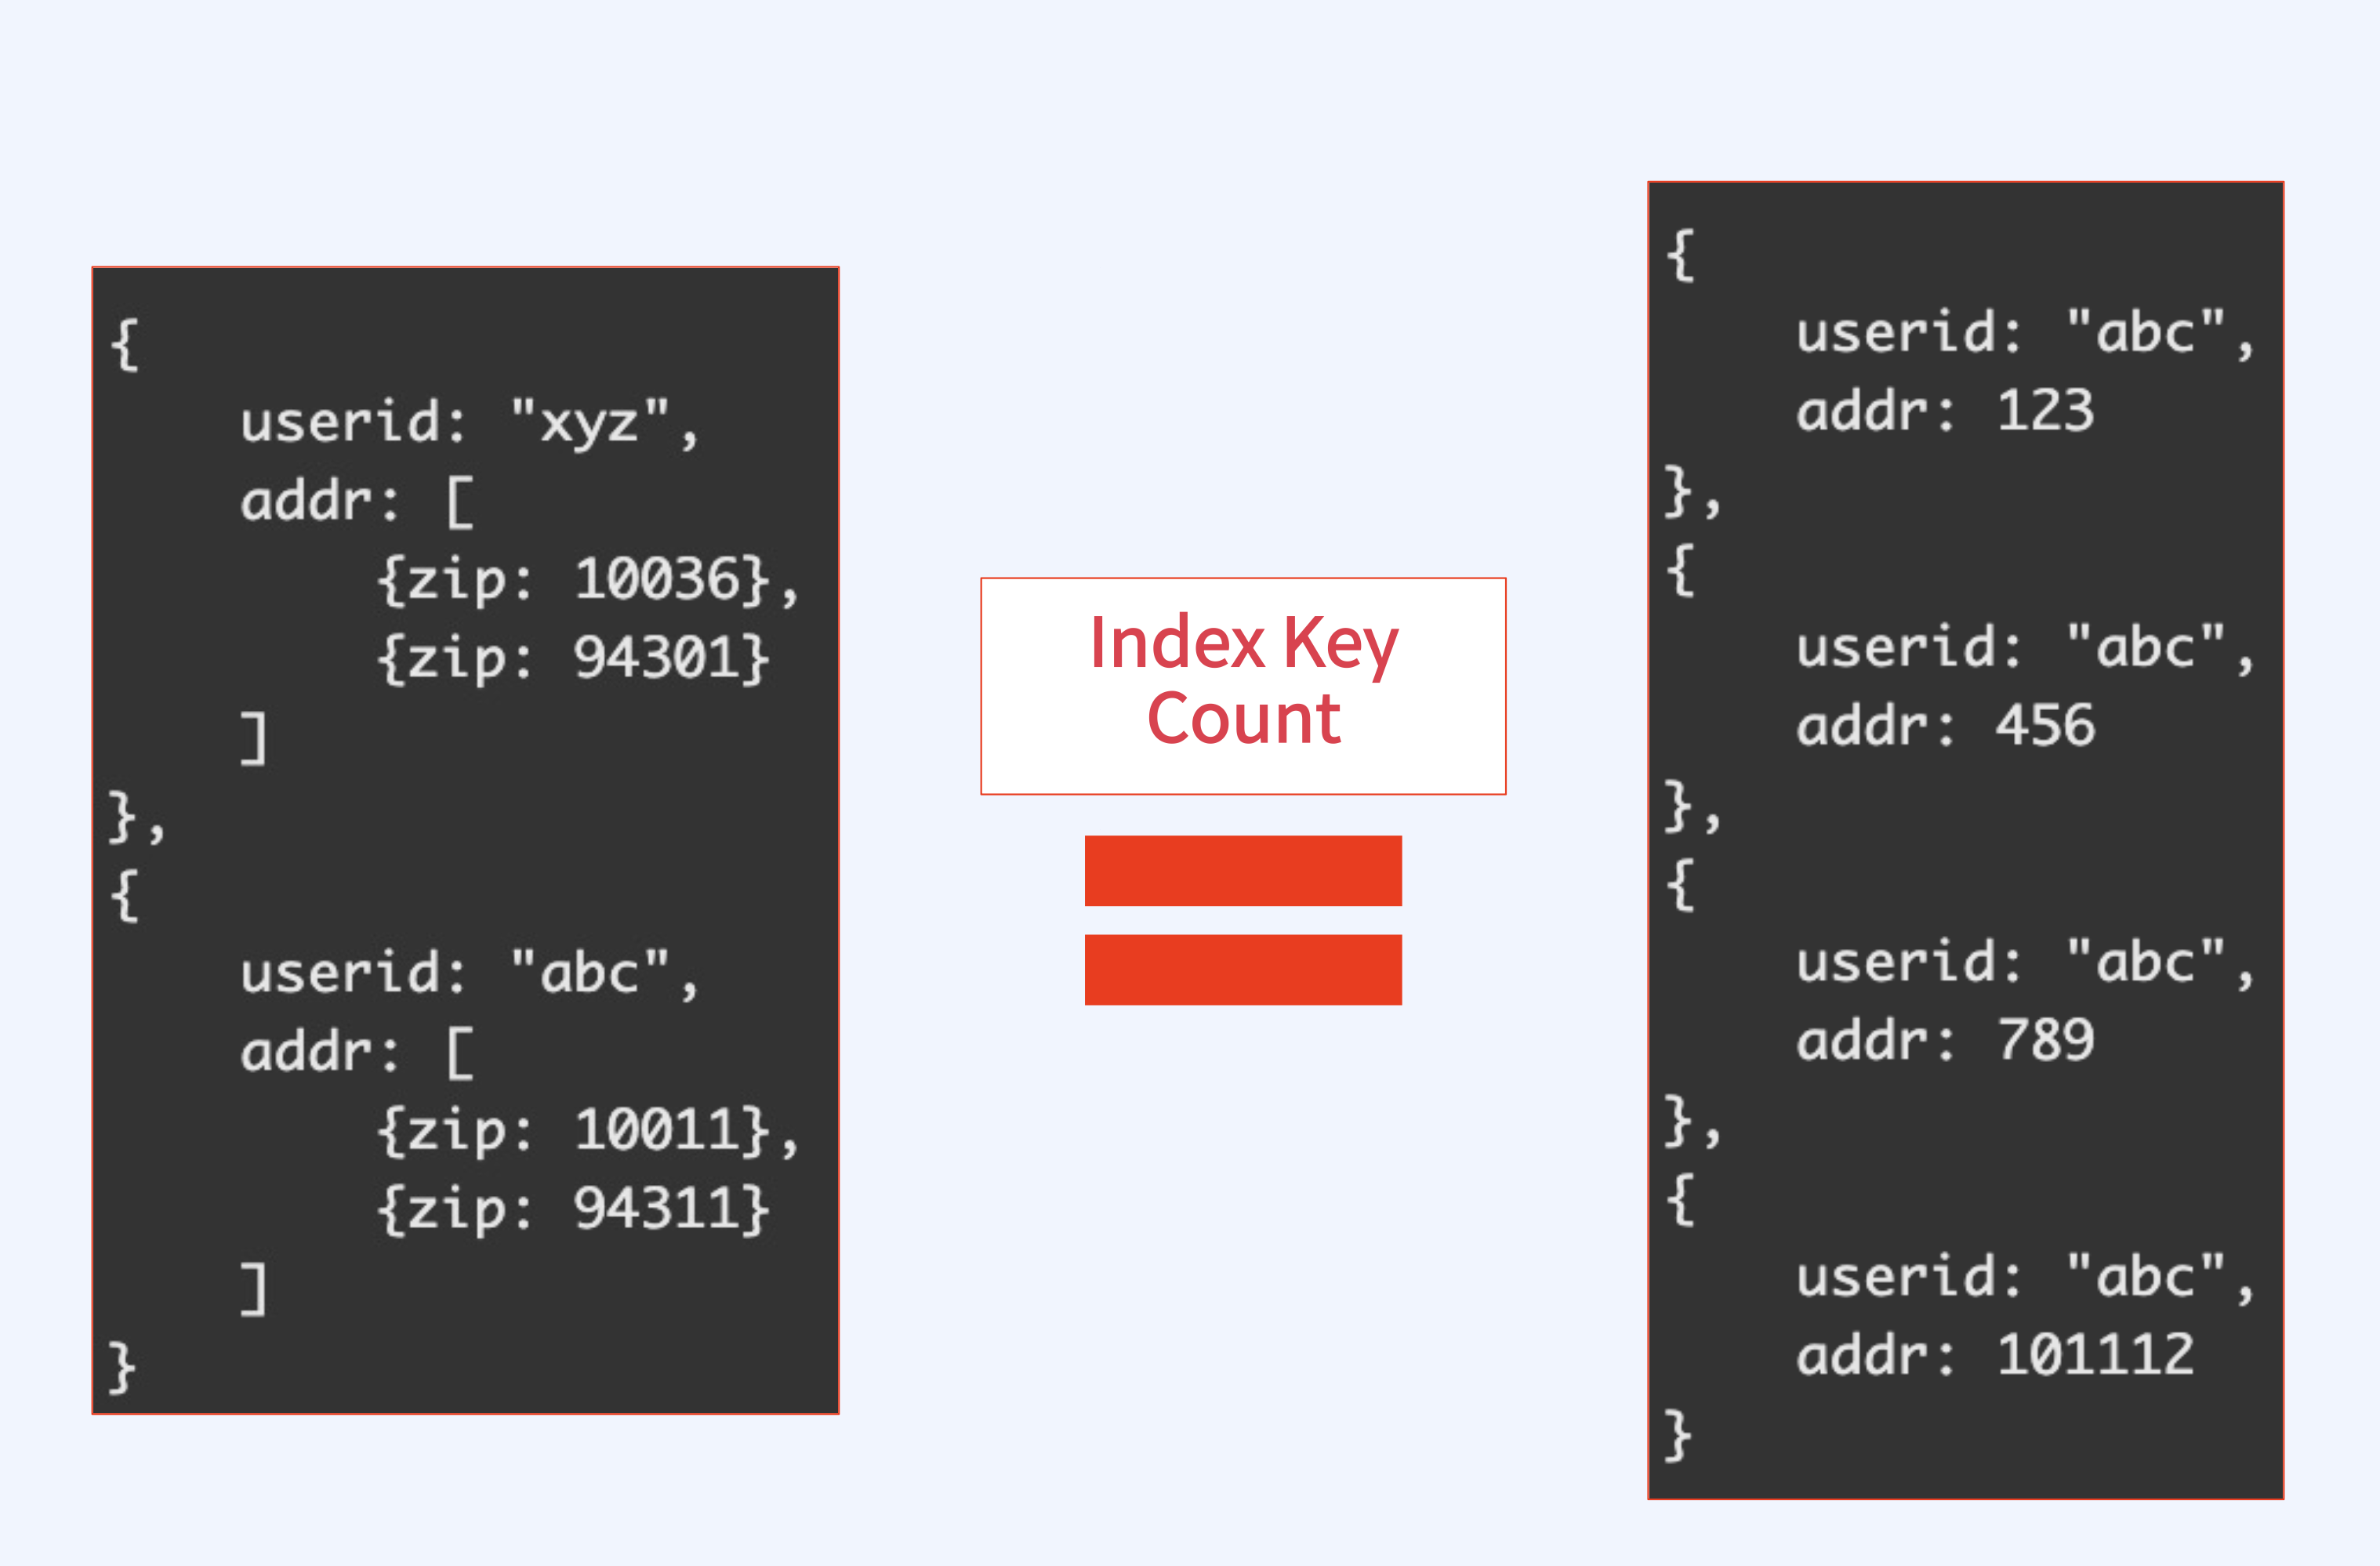 {
userid: "xyz",
addr: [
{zip: 10036},
{zip: 94301}
]
},
{
userid: "abc",
addr: [
{zip: 10011},
{zip: 94311}
]
}
Index Key
Count
{
userid: "abc",
addr: 123
},
{
userid: "abc",
addr: 456
},
{
userid: "abc",
addr: 789
},
{
userid: "abc",
addr: 101112
}